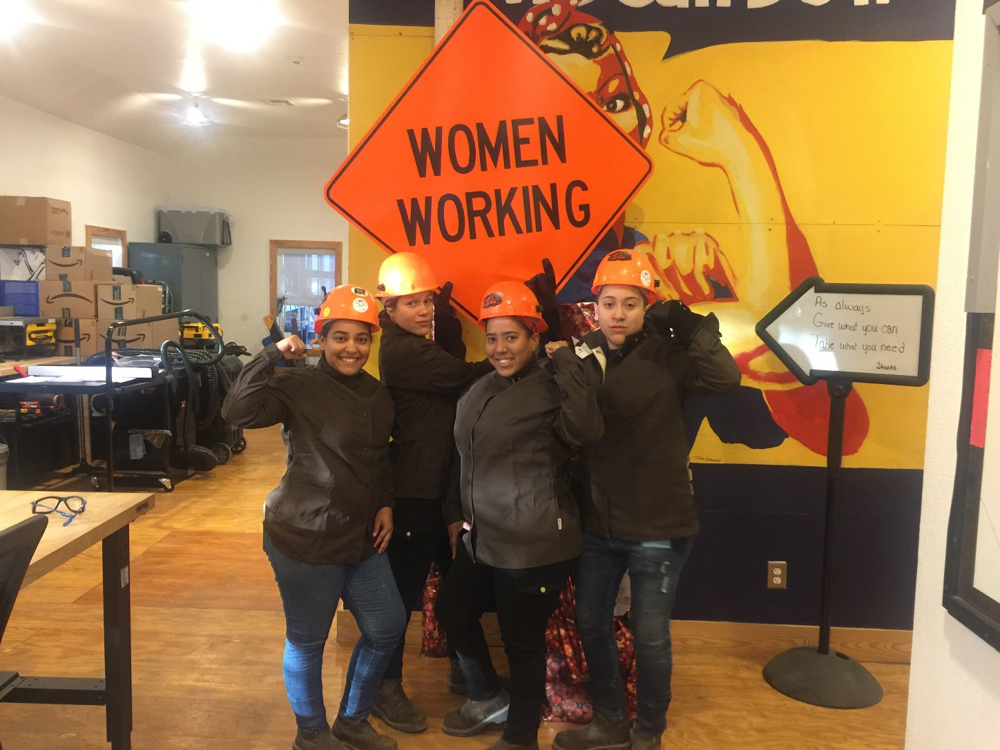 WOMEN
WORKING
As always
Give what you can
Take what you need
Thanks